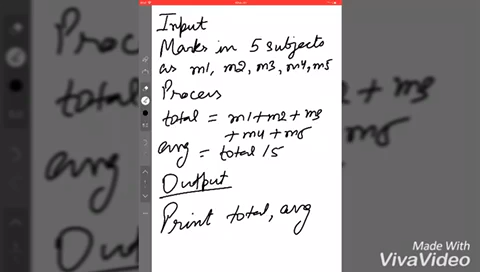 Input
Marks in 5 subjects
as m1, m2, m3, m4, m5
Process
total = m1+m2+m3
+m4+m5
avg = total/5
Output
Print total, avg
Made With
VivaVideo